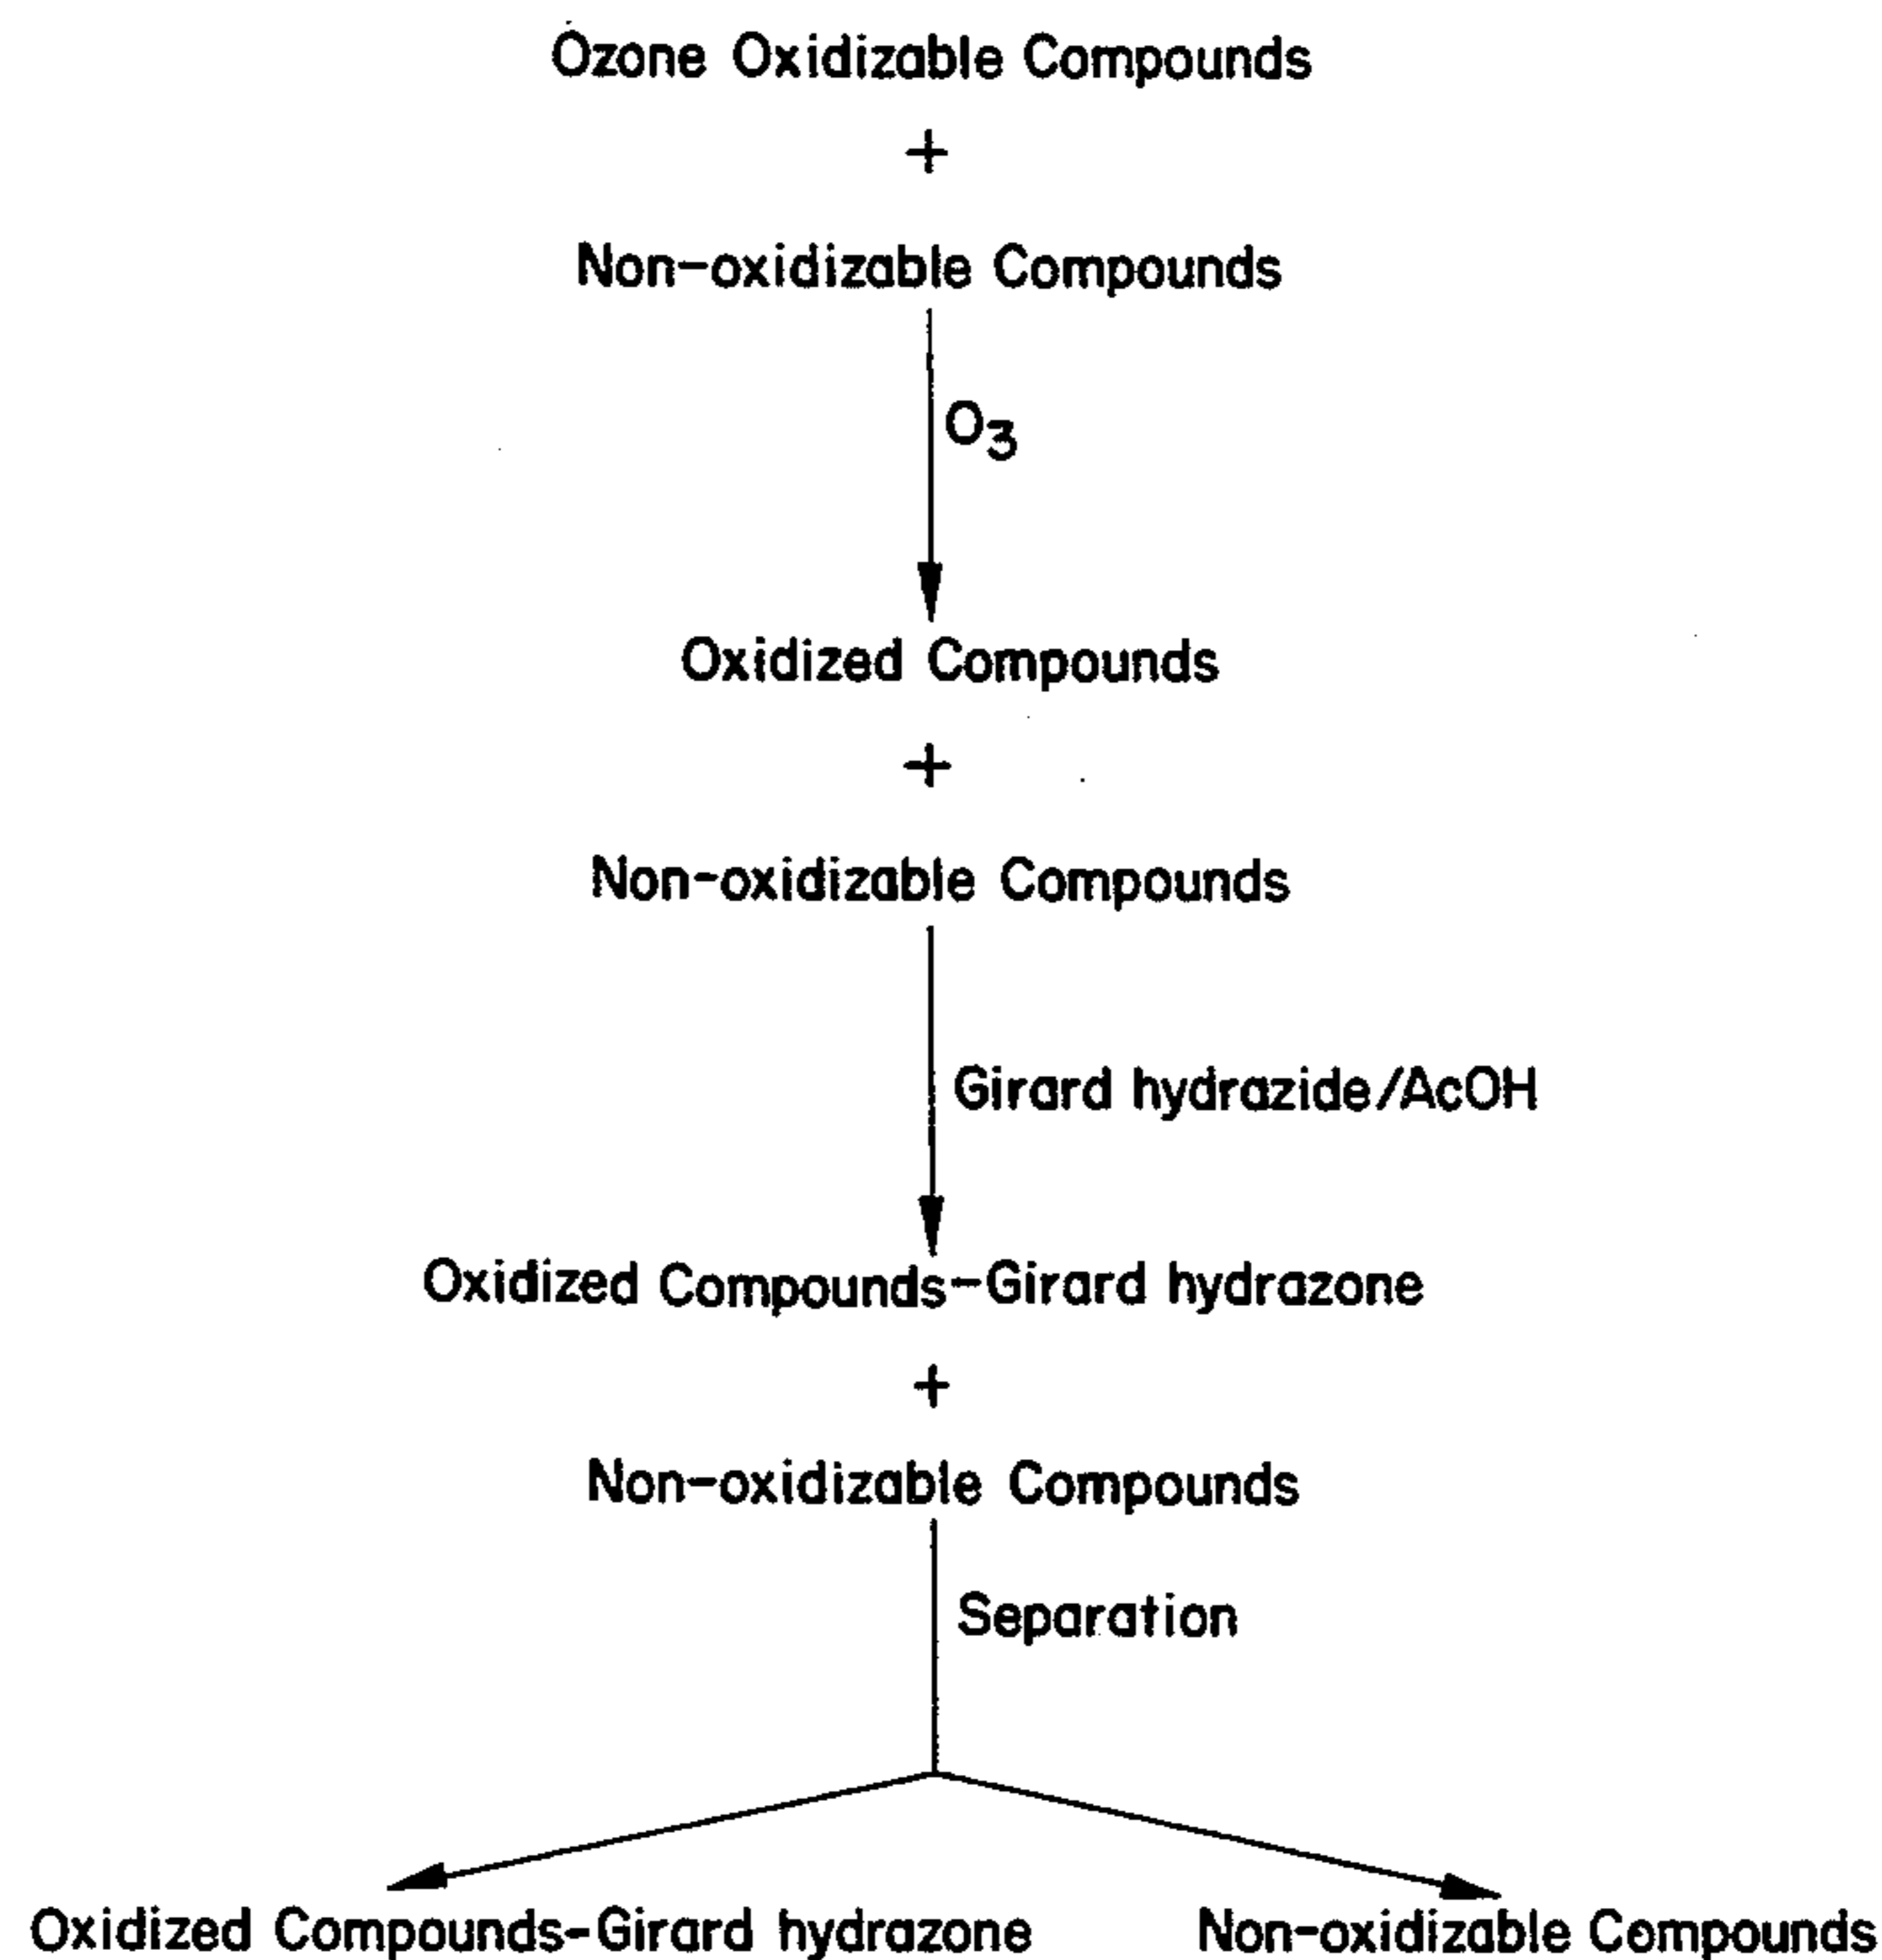 Ozone Oxidizable Compounds
+
Non-oxidizable Compounds
O3
Oxidized Compounds
+
Non-oxidizable Compounds
Girard hydrazide/AcOH
Oxidized Compounds-Girard hydrazone
+
Non-oxidizable Compounds
Separation
Oxidized Compounds-Girard hydrazone
Non-oxidizable Compounds